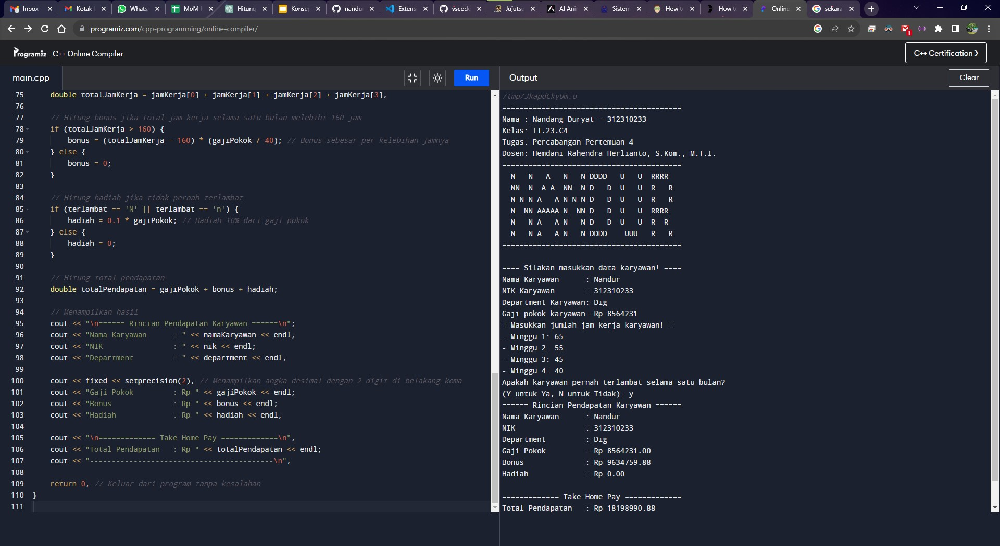 Inbox
Kotak
Whats
MoM N
Hitung
Konse
nandu
Extens
vscode
Jujutsu
AI Ani
Sistem
How t
How t
Online
sekara
programiz.com/cpp-programming/online-compiler/
1
Programiz C++ Online Compiler
C++ Certification ❯
main.cpp
Run
Output
Clear
75 double totalJamKerja = jamKerja[0] + jamKerja[1] + jamKerja[2] + jamKerja[3];
76
77 // Hitung bonus jika total jam kerja selama satu bulan melebihi 160 jam
78 if (totalJamKerja > 160) {
79 bonus = (totalJamKerja - 160) * (gajiPokok / 40); // Bonus sebesar per kelebihan jamnya
80 } else {
81 bonus = 0;
82 }
83
84 // Hitung hadiah jika tidak pernah terlambat
85 if (terlambat == 'N' || terlambat == 'n') {
86 hadiah = 0.1 * gajiPokok; // Hadiah 10% dari gaji pokok
87 } else {
88 hadiah = 0;
89 }
90
91 // Hitung total pendapatan
92 double totalPendapatan = gajiPokok + bonus + hadiah;
93
94 // Menampilkan hasil
95 cout << "\n====== Rincian Pendapatan Karyawan ======\n";
96 cout << "Nama Karyawan      : " << namaKaryawan << endl;
97 cout << "NIK                : " << nik << endl;
98 cout << "Department         : " << department << endl;
99
100 cout << fixed << setprecision(2); // Menampilkan angka desimal dengan 2 digit di belakang koma
101 cout << "Gaji Pokok         : Rp " << gajiPokok << endl;
102 cout << "Bonus              : Rp " << bonus << endl;
103 cout << "Hadiah             : Rp " << hadiah << endl;
104
105 cout << "\n============= Take Home Pay =============\n";
106 cout << "Total Pendapatan   : Rp " << totalPendapatan << endl;
107 cout << "------------------------------------------\n";
108
109 return 0; // Keluar dari program tanpa kesalahan
110 }
111
/tmp/JkapdCkyUm.o
=========================================
Nama : Nandang Duryat - 312310233
Kelas: TI.23.C4
Tugas: Percabangan Pertemuan 4
Dosen: Hemdani Rahendra Herlianto, S.Kom., M.T.I.
=========================================
  N   N   A   N   N DDDD   U   U  RRRR
  NN  N  A A  NN  N D   D  U   U  R   R
  N N N A   A N N N D   D  U   U  R   R
  N  NN AAAAA N  NN D   D  U   U  RRRR
  N   N A   A N   N D   D  U   U  R  R
  N   N A   A N   N DDDD    UUU   R   R
=========================================
==== Silakan masukkan data karyawan! ====
Nama Karyawan      : Nandur
NIK Karyawan       : 312310233
Department Karyawan: Dig
Gaji pokok karyawan: Rp 8564231
= Masukkan jumlah jam kerja karyawan! =
- Minggu 1: 65
- Minggu 2: 55
- Minggu 3: 45
- Minggu 4: 40
Apakah karyawan pernah terlambat selama satu bulan?
(Y untuk Ya, N untuk Tidak): y
====== Rincian Pendapatan Karyawan ======
Nama Karyawan      : Nandur
NIK                : 312310233
Department         : Dig
Gaji Pokok         : Rp 8564231.00
Bonus              : Rp 9634759.88
Hadiah             : Rp 0.00
============= Take Home Pay =============
Total Pendapatan   : Rp 18198990.88